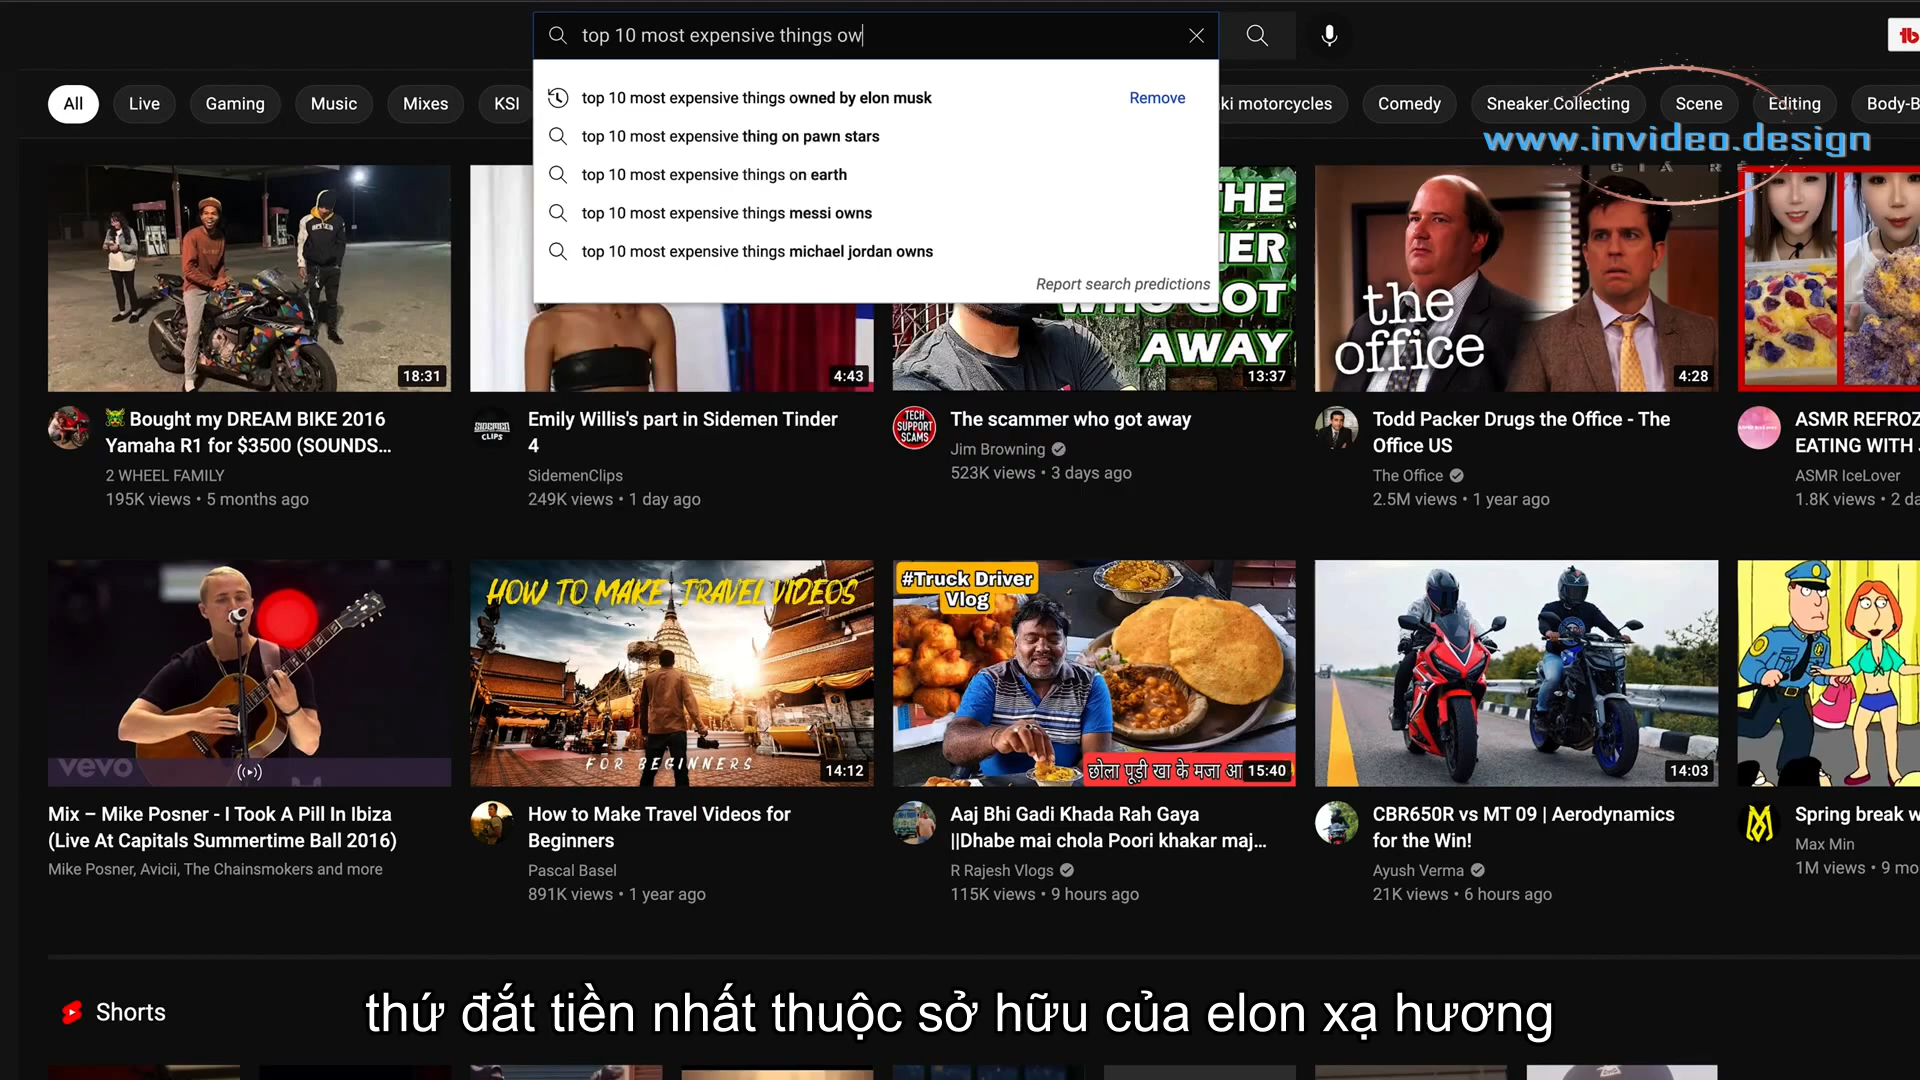 top 10 most expensive things ow
top 10 most expensive things owned by elon musk
Remove
top 10 most expensive thing on pawn stars
top 10 most expensive things on earth
top 10 most expensive things messi owns
top 10 most expensive things michael jordan owns
Report search predictions
All
Live
Gaming
Music
Mixes
KSI
ki motorcycles
Comedy
Sneaker Collecting
Scene
Editing
Body-B
www.invideo.design
GIÁ RẺ
18:31
4:43
HE
WHO GOT
AWAY
13:37
the
office
4:28
Bought my DREAM BIKE 2016
Yamaha R1 for $3500 (SOUNDS...
2 WHEEL FAMILY
195K views • 5 months ago
SIDEMEN
CLIPS
Emily Willis's part in Sidemen Tinder
4
SidemenClips
249K views • 1 day ago
TECH
SUPPORT
SCAMS
The scammer who got away
Jim Browning
523K views • 3 days ago
Todd Packer Drugs the Office - The
Office US
The Office
2.5M views • 1 year ago
ASMR REFROZ
EATING WITH
ASMR IceLover
1.8K views • 2 da
vevo
HOW TO MAKE TRAVEL VIDEOS
FOR BEGINNERS
14:12
#Truck Driver
Vlog
छोला पूड़ी खा के मजा आ
15:40
14:03
Mix – Mike Posner - I Took A Pill In Ibiza
(Live At Capitals Summertime Ball 2016)
Mike Posner, Avicii, The Chainsmokers and more
How to Make Travel Videos for
Beginners
Pascal Basel
891K views • 1 year ago
Aaj Bhi Gadi Khada Rah Gaya
||Dhabe mai chola Poori khakar maj...
R Rajesh Vlogs
115K views • 9 hours ago
CBR650R vs MT 09 | Aerodynamics
for the Win!
Ayush Verma
21K views • 6 hours ago
Spring break w
Max Min
1M views • 9 mo
Shorts
thứ đắt tiền nhất thuộc sở hữu của elon xạ hương